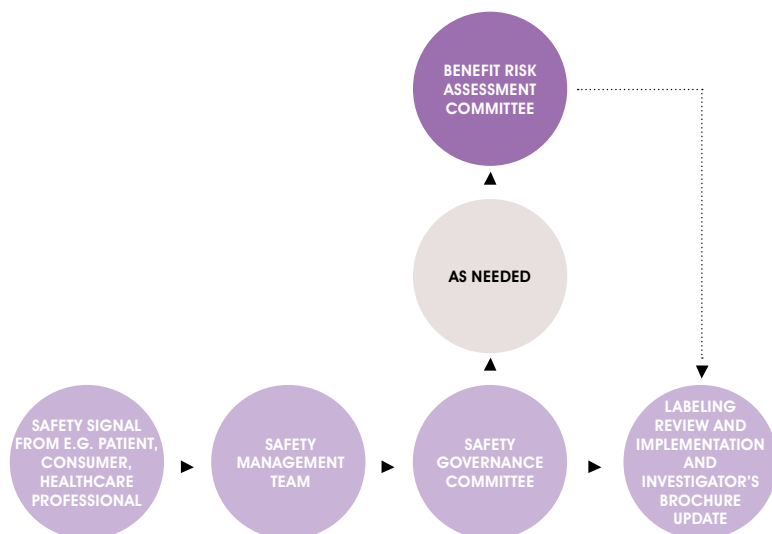 BENEFIT RISK
ASSESSMENT
COMMITTEE
AS NEEDED
SAFETY SIGNAL
FROM E.G. PATIENT,
CONSUMER,
HEALTHCARE
PROFESSIONAL
SAFETY
MANAGEMENT
TEAM
SAFETY
GOVERNANCE
COMMITTEE
LABELING
REVIEW AND
IMPLEMENTATION
AND
INVESTIGATOR'S
BROCHURE
UPDATE